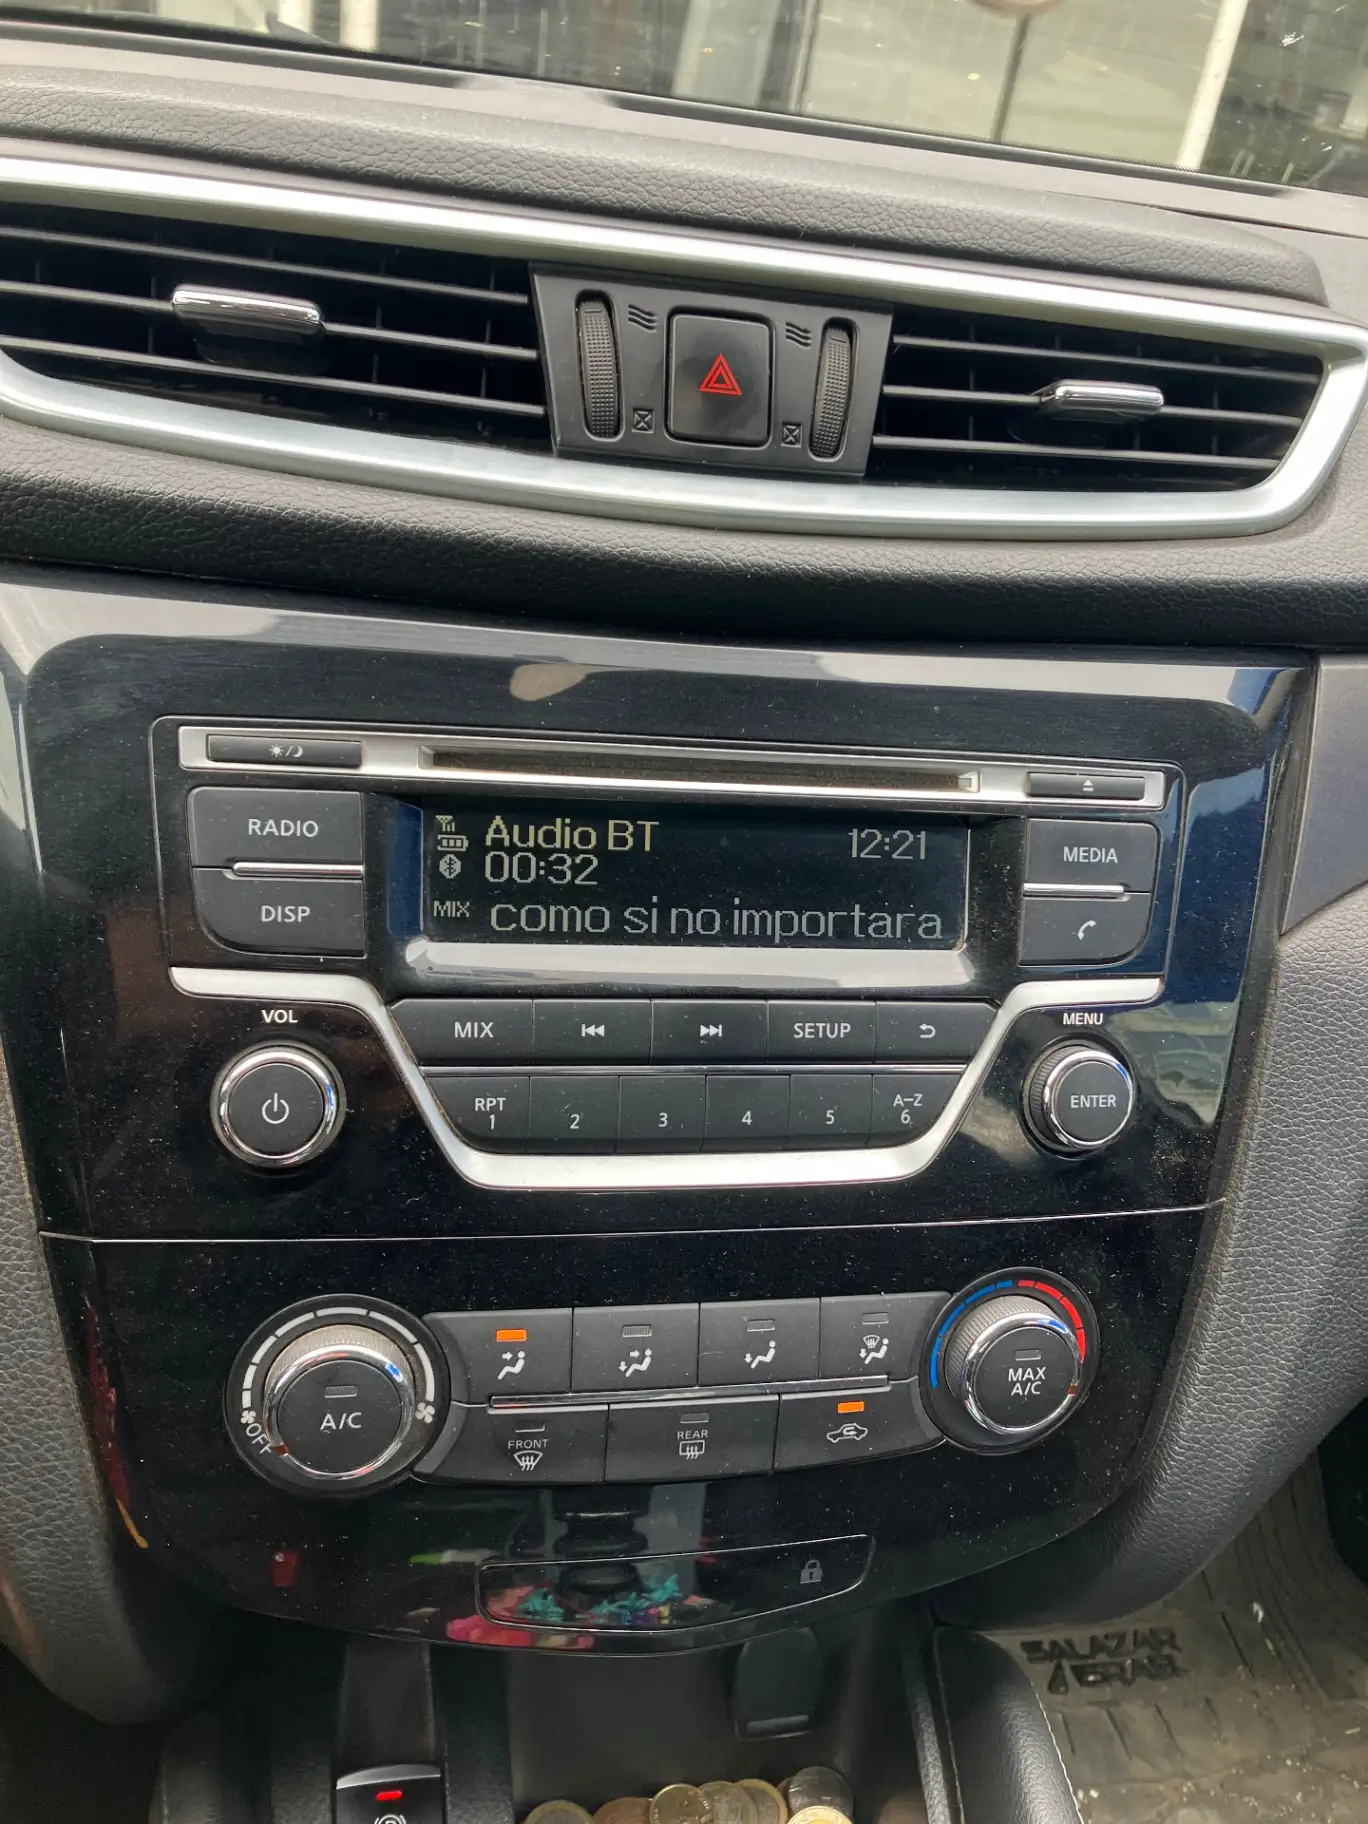 RADIO
DISP
Audio BT 12:21
00:32
MIX como si no importara
MEDIA
VOL
MIX
SETUP
MENU
RPT
1
2
3
4
5
A-Z
6
ENTER
A/C
OFF
FRONT
REAR
MAX
A/C
SALAZAR